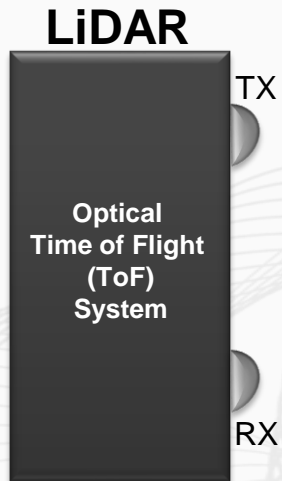 LiDAR
TX
Optical
Time of Flight
(ToF)
System
RX